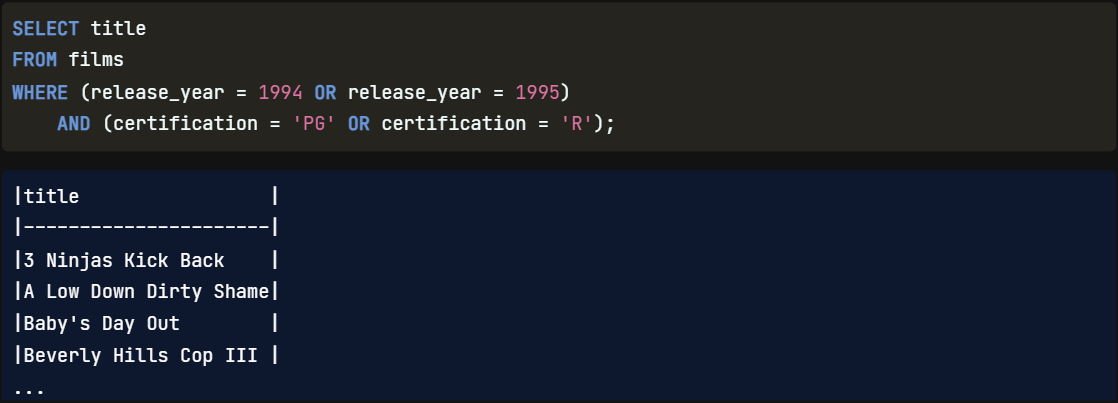 SELECT title
FROM films
WHERE (release_year = 1994 OR release_year = 1995)
    AND (certification = 'PG' OR certification = 'R');
|title                 |
|----------------------|
|3 Ninjas Kick Back    |
|A Low Down Dirty Shame|
|Baby's Day Out        |
|Beverly Hills Cop III |
...